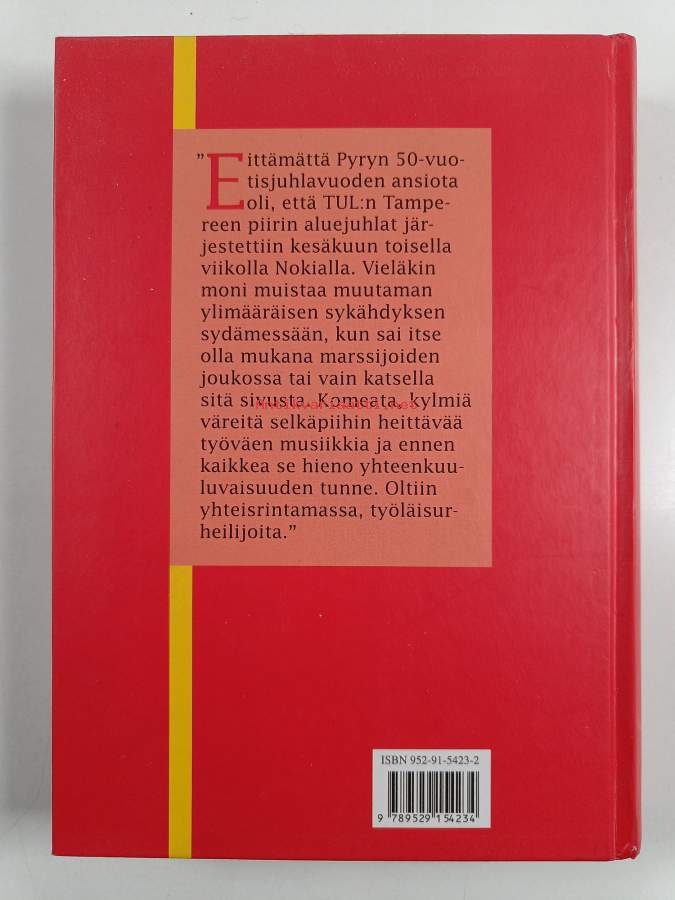 ”Eittämättä Pyryn 50-vuo-
tisjuhlavuoden ansiota
oli, että TUL:n Tampe-
reen piirin aluejuhlat jär-
jestettiin kesäkuun toisella
viikolla Nokialla. Vieläkin
moni muistaa muutaman
ylimääräisen sykähdyksen
sydämessään, kun sai itse
olla mukana marssijoiden
joukossa tai vain katsella
sitä sivusta. Komeata, kylmiä
Antikvariaatti.net
väreitä selkäpiihin heittävää
työväen musiikkia ja ennen
kaikkea se hieno yhteenkuu-
luvaisuuden tunne. Oltiin
yhteisrintamassa, työläisur-
heilijoita.”
ISBN 952-91-5423-2
9 789529 154234